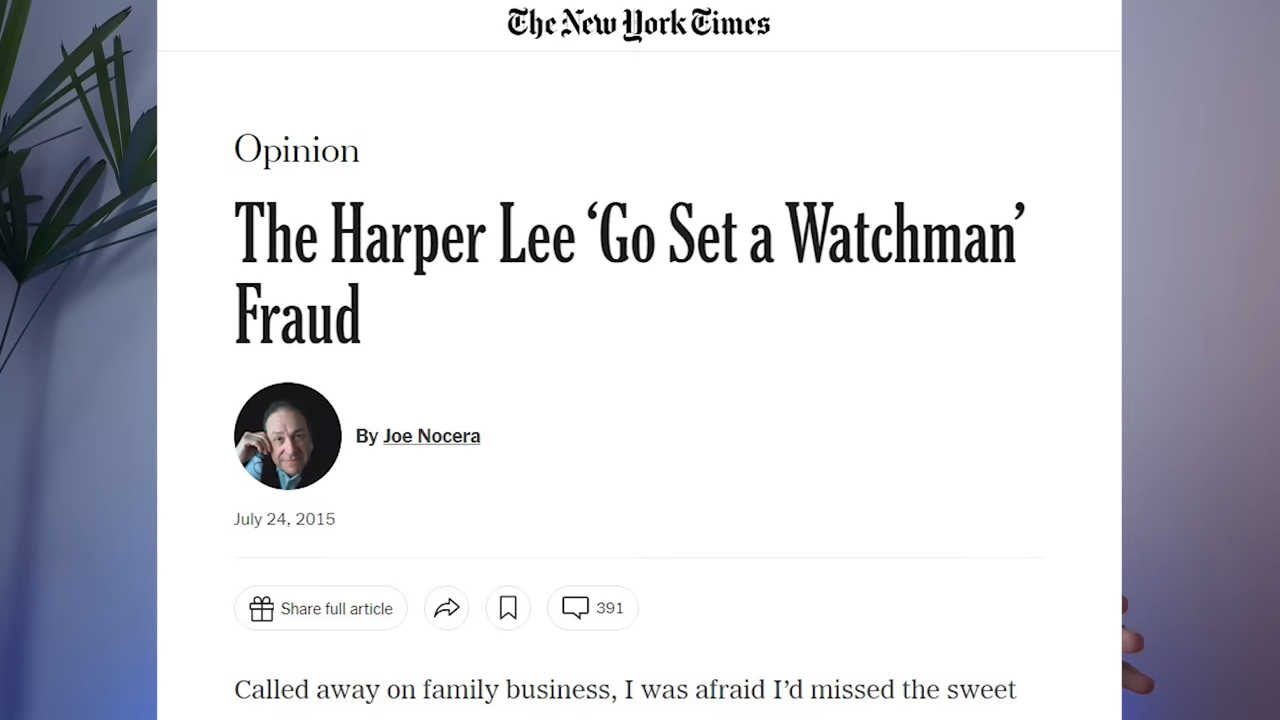 The New York Times
Opinion
The Harper Lee ‘Go Set a Watchman’
Fraud
By Joe Nocera
July 24, 2015
Share full article
391
Called away on family business, I was afraid I’d missed the sweet